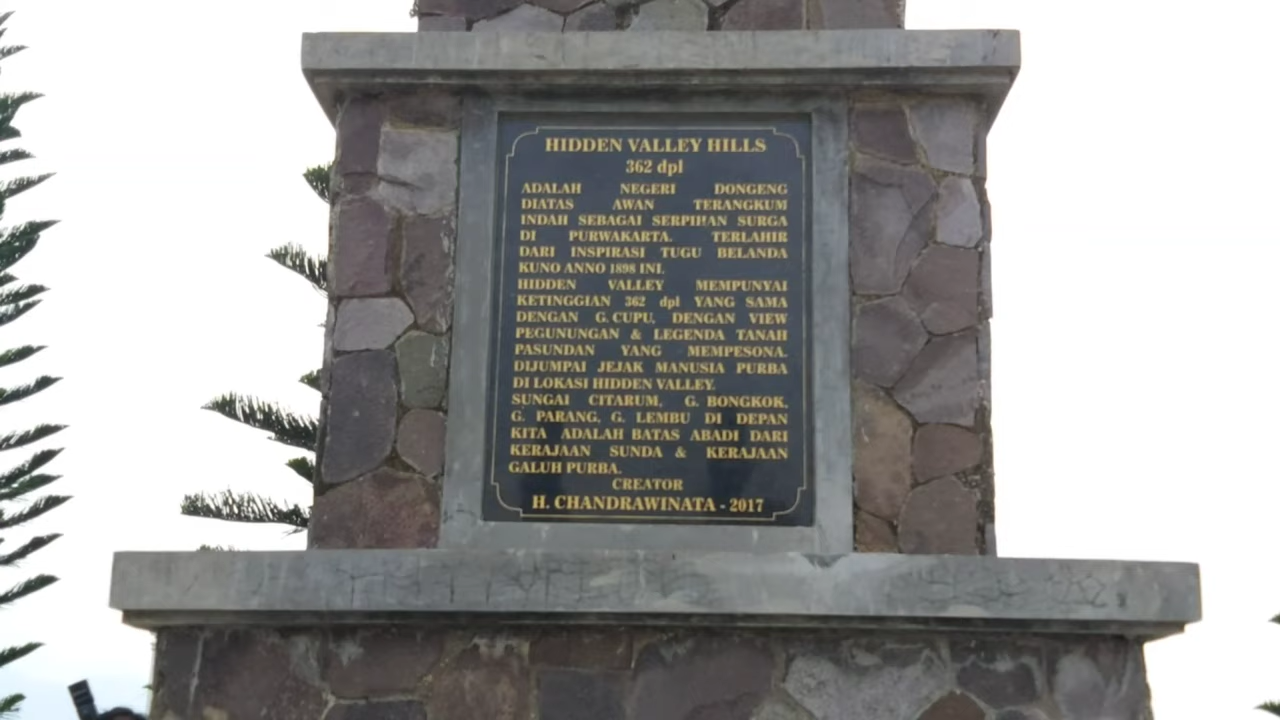 HIDDEN VALLEY HILLS
362 dpl
ADALAH NEGERI DONGENG
DIATAS AWAN TERANGKUM
INDAH SEBAGAI SERPIHAN SURGA
DI PURWAKARTA. TERLAHIR
DARI INSPIRASI TUGU BELANDA
KUNO ANNO 1898 INI.
HIDDEN VALLEY MEMPUNYAI
KETINGGIAN 362 dpl YANG SAMA
DENGAN G. CUPU, DENGAN VIEW
PEGUNUNGAN & LEGENDA TANAH
PASUNDAN YANG MEMPESONA.
DIJUMPAI JEJAK MANUSIA PURBA
DI LOKASI HIDDEN VALLEY.
SUNGAI CITARUM, G. BONGKOK,
G. PARANG, G. LEMBU DI DEPAN
KITA ADALAH BATAS ABADI DARI
KERAJAAN SUNDA & KERAJAAN
GALUH PURBA.
CREATOR
H. CHANDRAWINATA - 2017